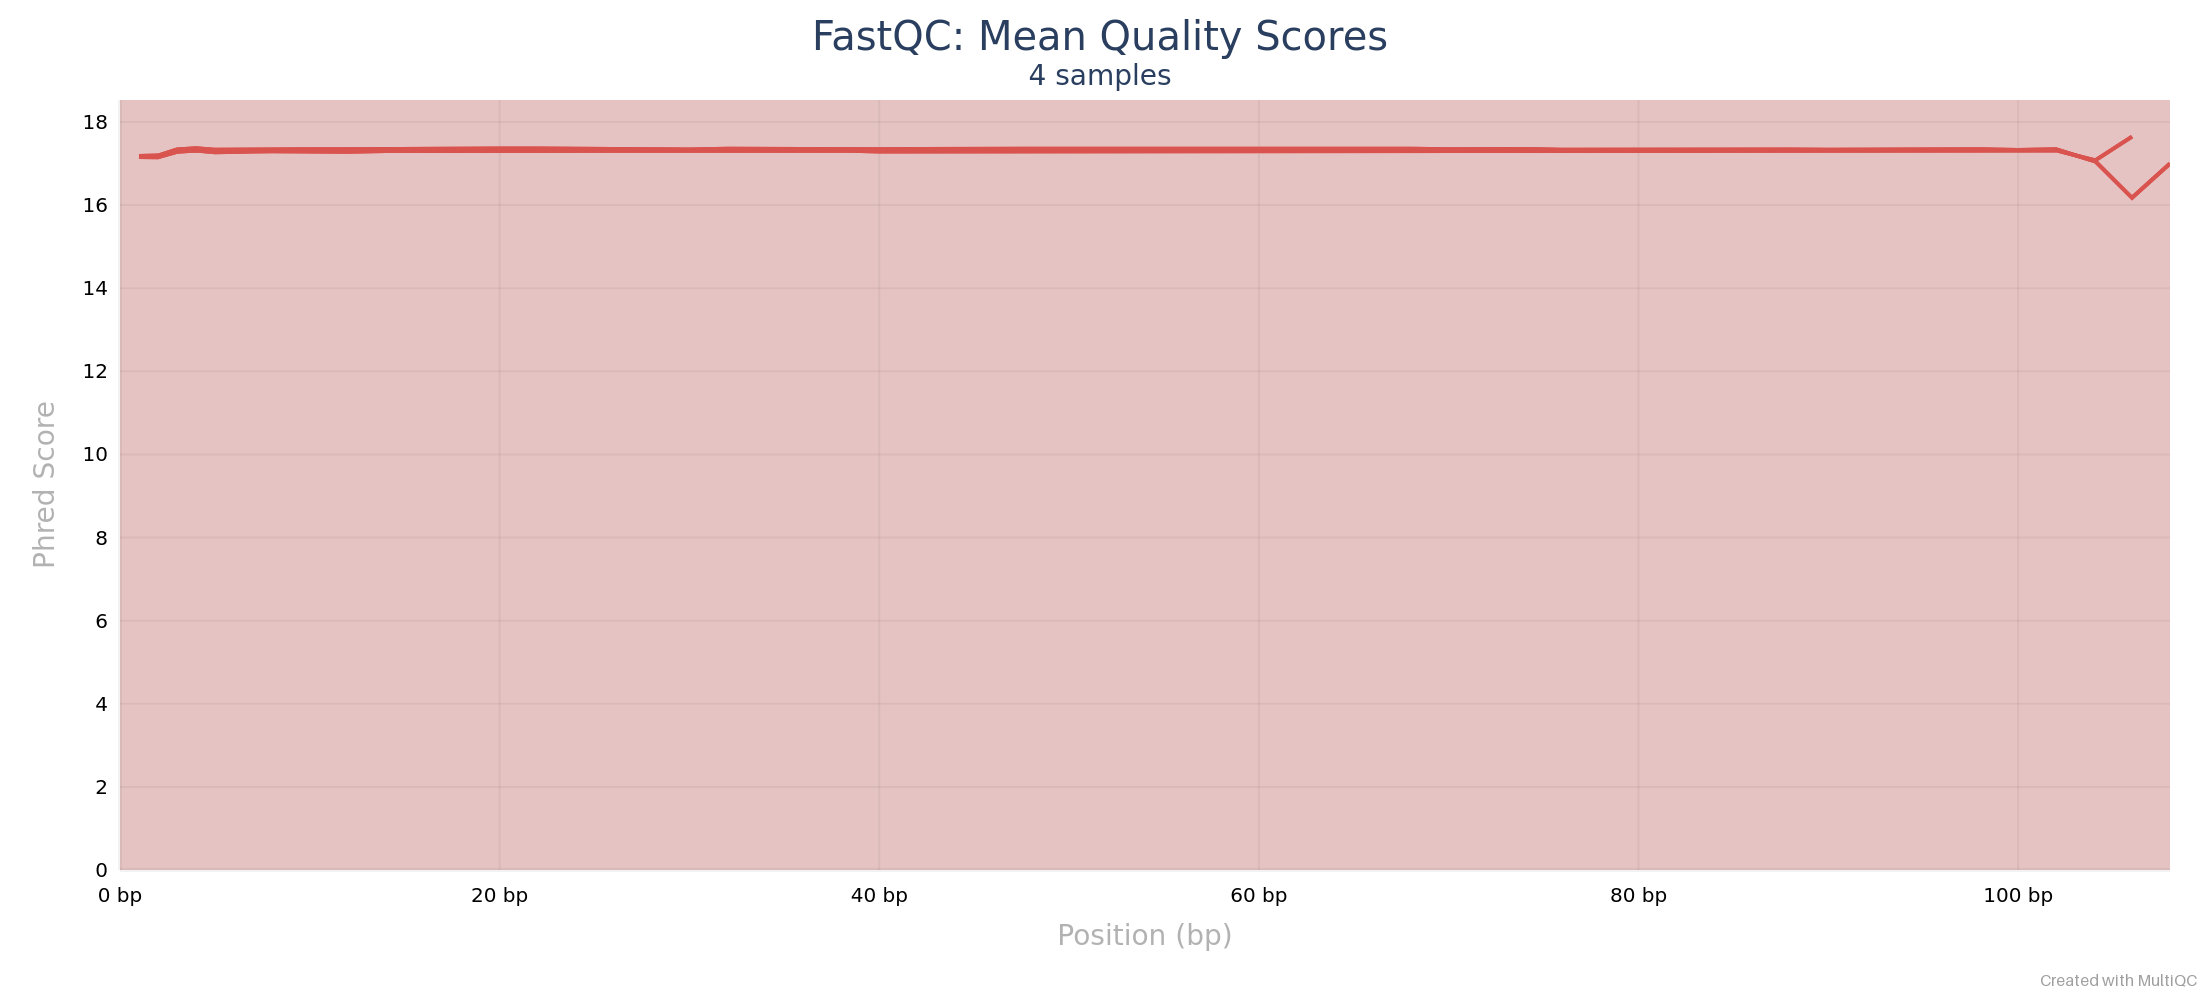 FastQC: Mean Quality Scores
4 samples
Phred Score
18
16
14
12
10
8
6
4
2
0
0 bp
20 bp
40 bp
60 bp
80 bp
100 bp
Position (bp)
Created with MultiQC